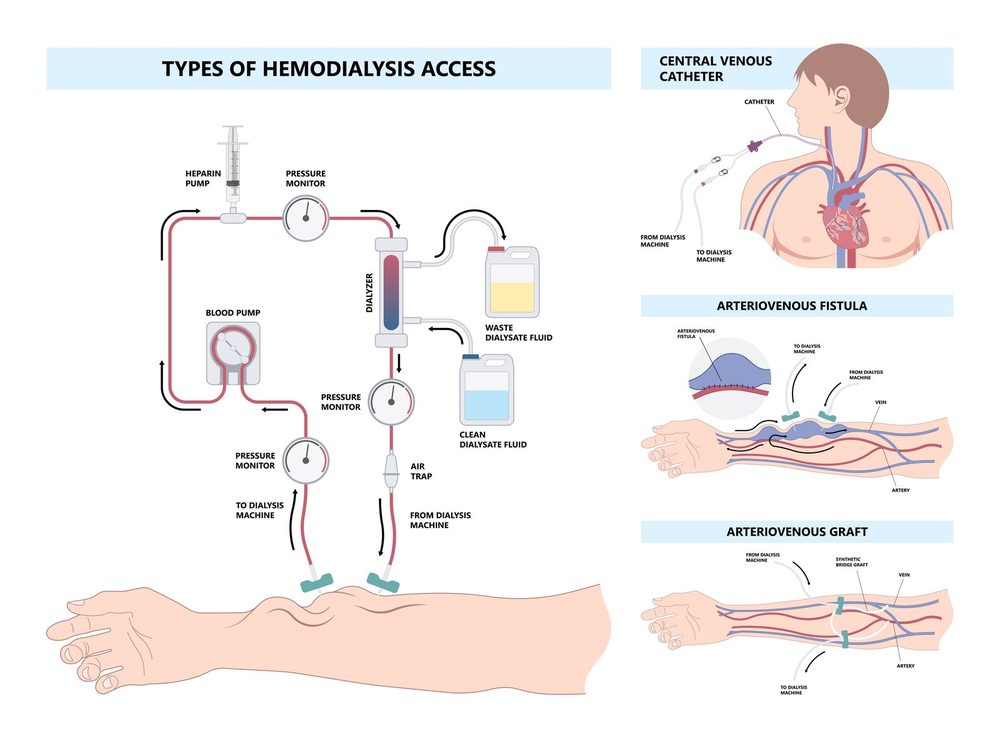 TYPES OF HEMODIALYSIS ACCESS
HEPARIN
PUMP
PRESSURE
MONITOR
DIALYZER
BLOOD PUMP
WASTE
DIALYSATE FLUID
PRESSURE
MONITOR
CLEAN
DIALYSATE FLUID
PRESSURE
MONITOR
AIR
TRAP
TO DIALYSIS
MACHINE
FROM DIALYSIS
MACHINE
CENTRAL VENOUS
CATHETER
CATHETER
FROM DIALYSIS
MACHINE
TO DIALYSIS
MACHINE
ARTERIOVENOUS FISTULA
ARTERIOVENOUS
FISTULA
TO DIALYSIS
MACHINE
FROM DIALYSIS
MACHINE
VEIN
ARTERY
ARTERIOVENOUS GRAFT
FROM DIALYSIS
MACHINE
SYNTHETIC
BRIDGE GRAFT
VEIN
ARTERY
TO DIALYSIS
MACHINE